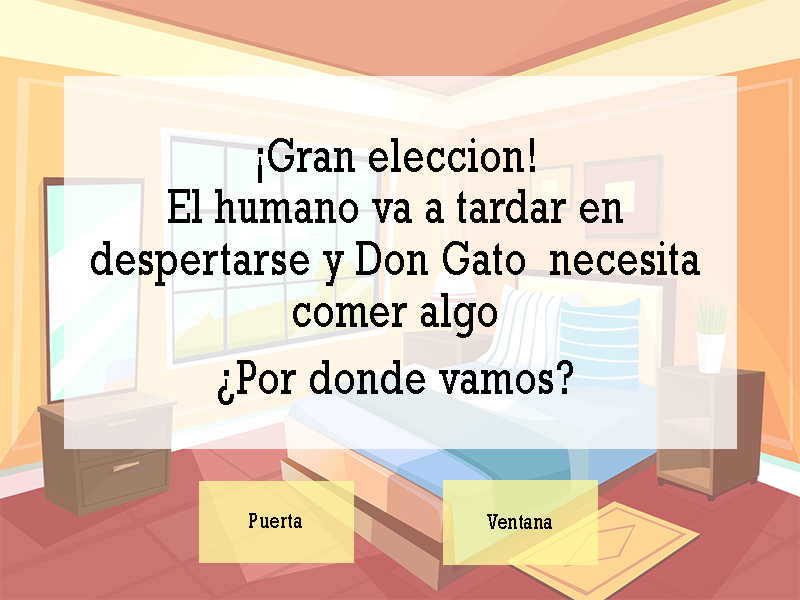 ¡Gran eleccion!
El humano va a tardar en
despertarse y Don Gato  necesita
comer algo
¿Por donde vamos?
Puerta
Ventana